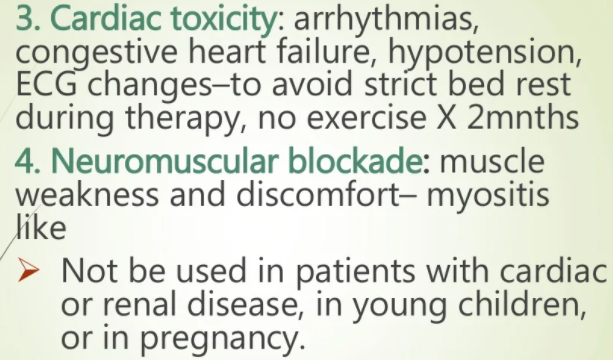 3. Cardiac toxicity: arrhythmias,
congestive heart failure, hypotension,
ECG changes–to avoid strict bed rest
during therapy, no exercise X 2mnths
4. Neuromuscular blockade: muscle
weakness and discomfort– myositis
like
➢ Not be used in patients with cardiac
or renal disease, in young children,
or in pregnancy.